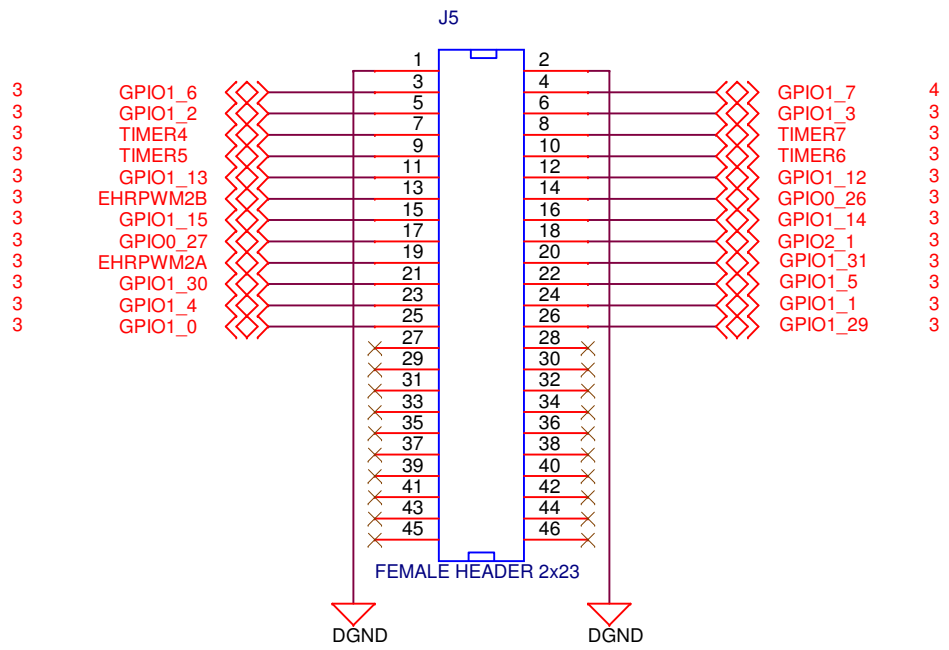 J5
1 2
3 GPIO1_6 3 4 GPIO1_7 4
3 GPIO1_2 5 6 GPIO1_3 3
3 TIMER4 7 8 TIMER7 3
3 TIMER5 9 10 TIMER6 3
3 GPIO1_13 11 12 GPIO1_12 3
3 EHRPWM2B 13 14 GPIO0_26 3
3 GPIO1_15 15 16 GPIO1_14 3
3 GPIO0_27 17 18 GPIO2_1 3
3 EHRPWM2A 19 20 GPIO1_31 3
3 GPIO1_30 21 22 GPIO1_5 3
3 GPIO1_4 23 24 GPIO1_1 3
3 GPIO1_0 25 26 GPIO1_29 3
27 28
29 30
31 32
33 34
35 36
37 38
39 40
41 42
43 44
45 46
FEMALE HEADER 2x23
DGND DGND